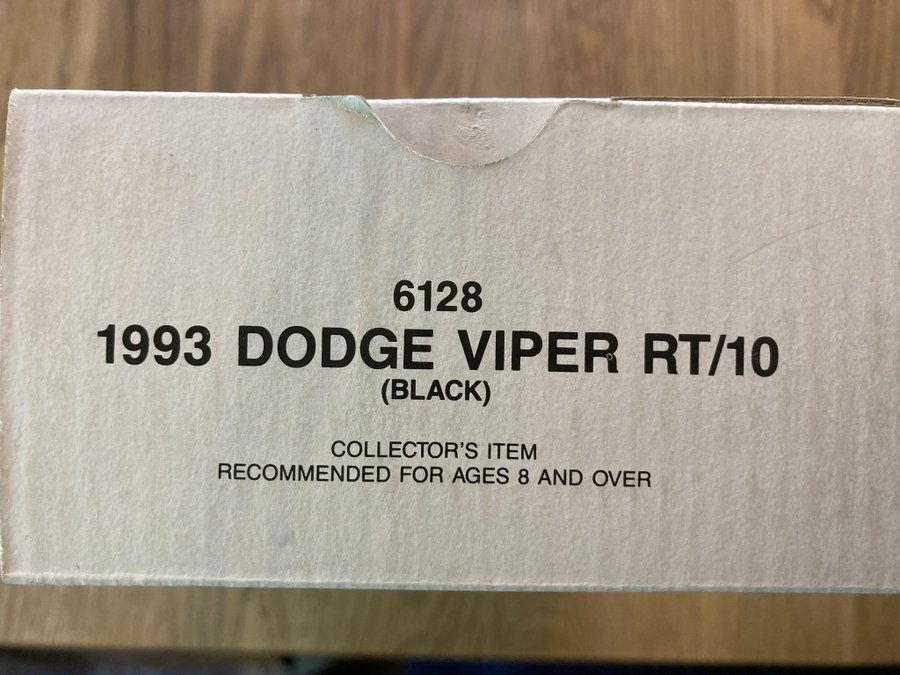 6128
1993 DODGE VIPER RT/10
(BLACK)
COLLECTOR'S ITEM
RECOMMENDED FOR AGES 8 AND OVER